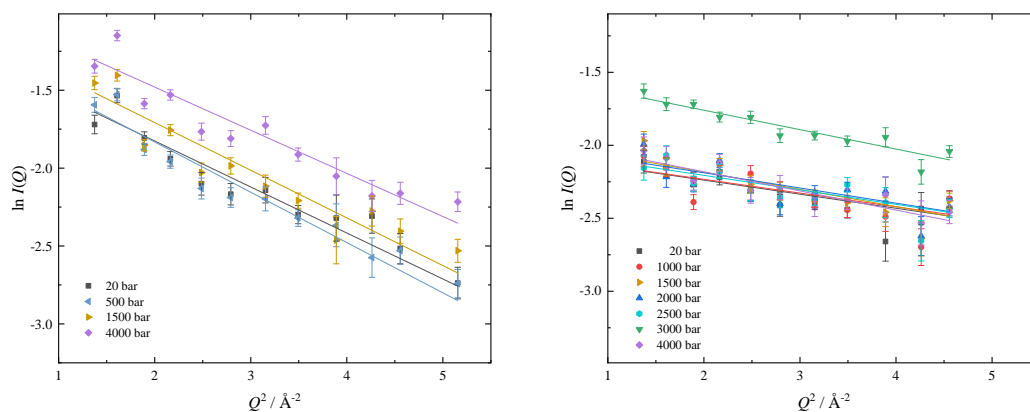 -1.5
-2.0
-2.5
-3.0
ln I(Q)
20 bar
500 bar
1500 bar
4000 bar
1
2
3
4
5
Q² / Å-²
-1.5
-2.0
-2.5
-3.0
ln I(Q)
20 bar
1000 bar
1500 bar
2000 bar
2500 bar
3000 bar
4000 bar
1
2
3
4
5
Q² / Å-²